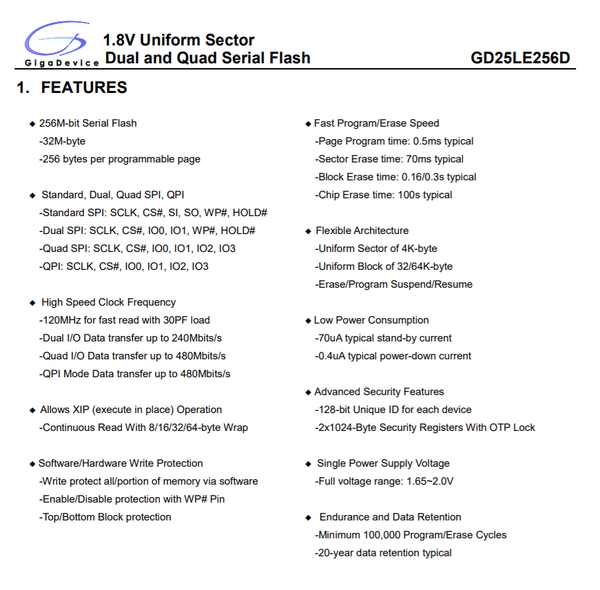 GigaDevice
1.8V Uniform Sector
Dual and Quad Serial Flash
GD25LE256D
1. FEATURES
◆ 256M-bit Serial Flash
-32M-byte
-256 bytes per programmable page
◆ Standard, Dual, Quad SPI, QPI
-Standard SPI: SCLK, CS#, SI, SO, WP#, HOLD#
-Dual SPI: SCLK, CS#, IO0, IO1, WP#, HOLD#
-Quad SPI: SCLK, CS#, IO0, IO1, IO2, IO3
-QPI: SCLK, CS#, IO0, IO1, IO2, IO3
◆ High Speed Clock Frequency
-120MHz for fast read with 30PF load
-Dual I/O Data transfer up to 240Mbits/s
-Quad I/O Data transfer up to 480Mbits/s
-QPI Mode Data transfer up to 480Mbits/s
◆ Allows XIP (execute in place) Operation
-Continuous Read With 8/16/32/64-byte Wrap
◆ Software/Hardware Write Protection
-Write protect all/portion of memory via software
-Enable/Disable protection with WP# Pin
-Top/Bottom Block protection
◆ Fast Program/Erase Speed
-Page Program time: 0.5ms typical
-Sector Erase time: 70ms typical
-Block Erase time: 0.16/0.3s typical
-Chip Erase time: 100s typical
◆ Flexible Architecture
-Uniform Sector of 4K-byte
-Uniform Block of 32/64K-byte
-Erase/Program Suspend/Resume
◆ Low Power Consumption
-70uA typical stand-by current
-0.4uA typical power-down current
◆ Advanced Security Features
-128-bit Unique ID for each device
-2x1024-Byte Security Registers With OTP Lock
◆ Single Power Supply Voltage
-Full voltage range: 1.65~2.0V
◆ Endurance and Data Retention
-Minimum 100,000 Program/Erase Cycles
-20-year data retention typical